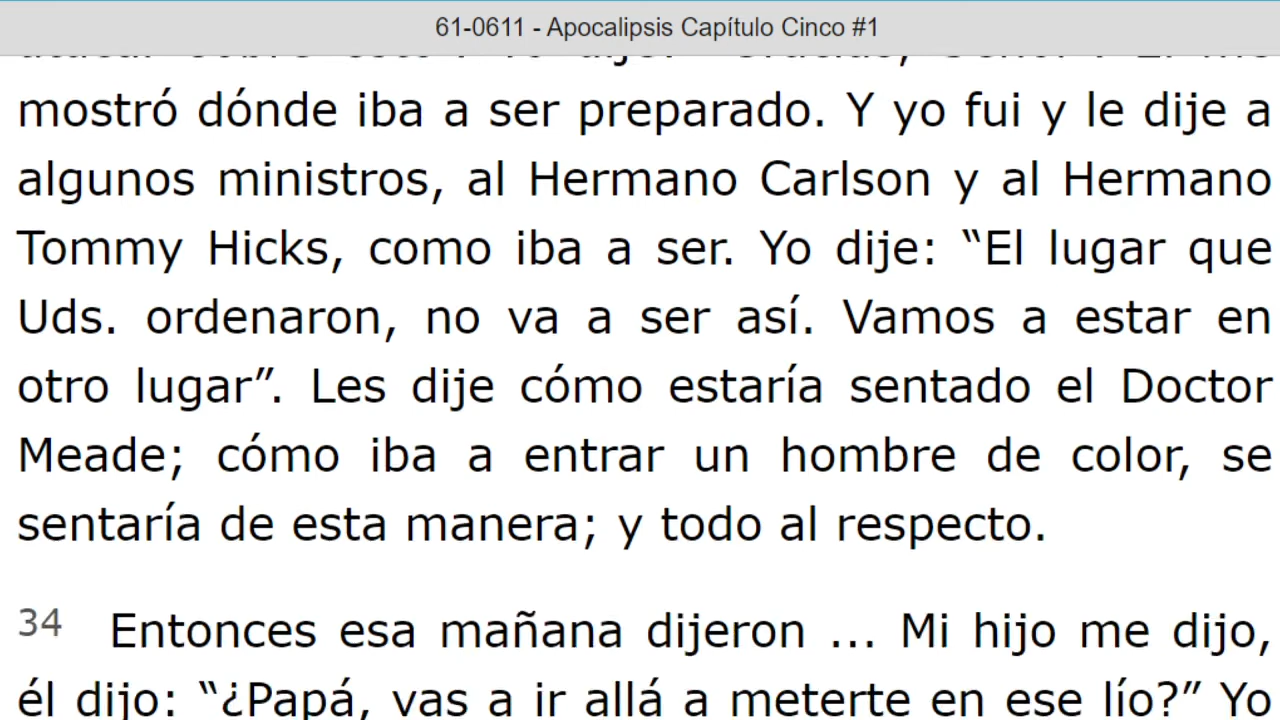 61-0611 - Apocalipsis Capítulo Cinco #1
mostró dónde iba a ser preparado. Y yo fui y le dije a
algunos ministros, al Hermano Carlson y al Hermano
Tommy Hicks, como iba a ser. Yo dije: “El lugar que
Uds. ordenaron, no va a ser así. Vamos a estar en
otro lugar”. Les dije cómo estaría sentado el Doctor
Meade; cómo iba a entrar un hombre de color, se
sentaría de esta manera; y todo al respecto.
34 Entonces esa mañana dijeron ... Mi hijo me dijo,
él dijo: “¿Papá, vas a ir allá a meterte en ese lío?” Yo